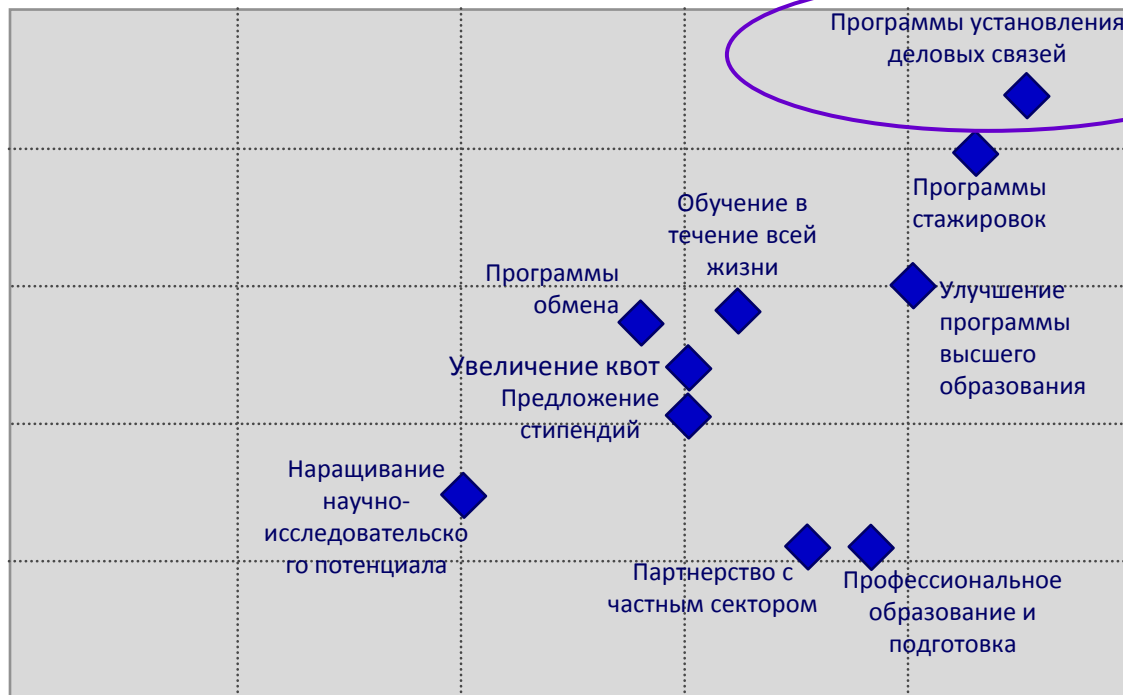 Программы установления
деловых связей
Программы
стажировок
Обучение в
течение всей
жизни
Программы
обмена
Улучшение
программы
высшего
образования
Увеличение квот
Предложение
стипендий
Наращивание
научно-
исследовательско
го потенциала
Партнерство с
частным сектором
Профессиональное
образование и
подготовка